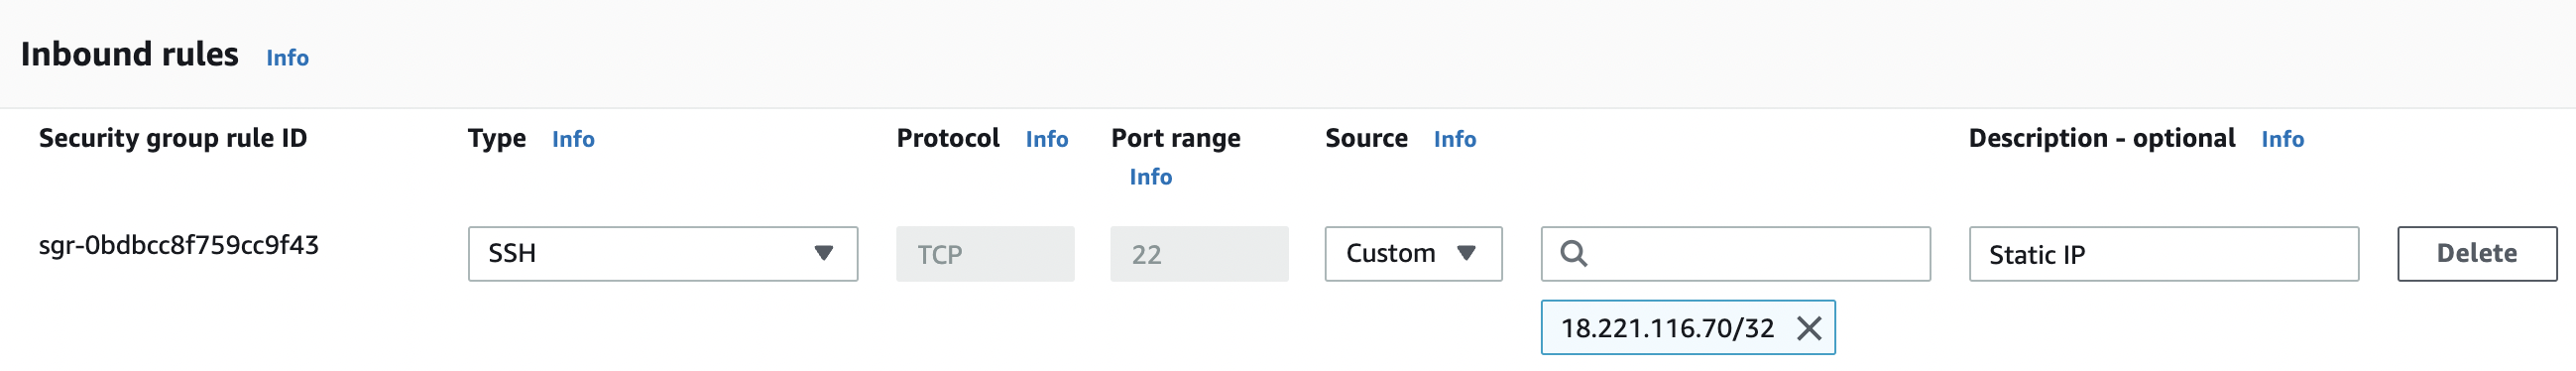 Inbound rules Info
Security group rule ID Type Info Protocol Info Port range Info Source Info Description - optional Info
sgr-0bdbcc8f759cc9f43 SSH TCP 22 Custom Static IP Delete
18.221.116.70/32